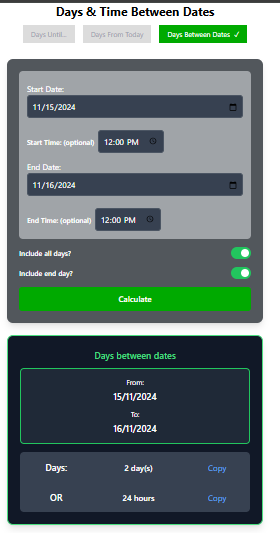 Days & Time Between Dates
Days Until...
Days From Today
Days Between Dates ✓
Start Date:
11/15/2024
Start Time: (optional) 12:00 PM
End Date:
11/16/2024
End Time: (optional) 12:00 PM
Include all days?
Include end day?
Calculate
Days between dates
From:
15/11/2024
To:
16/11/2024
Days: 2 day(s) Copy
OR 24 hours Copy